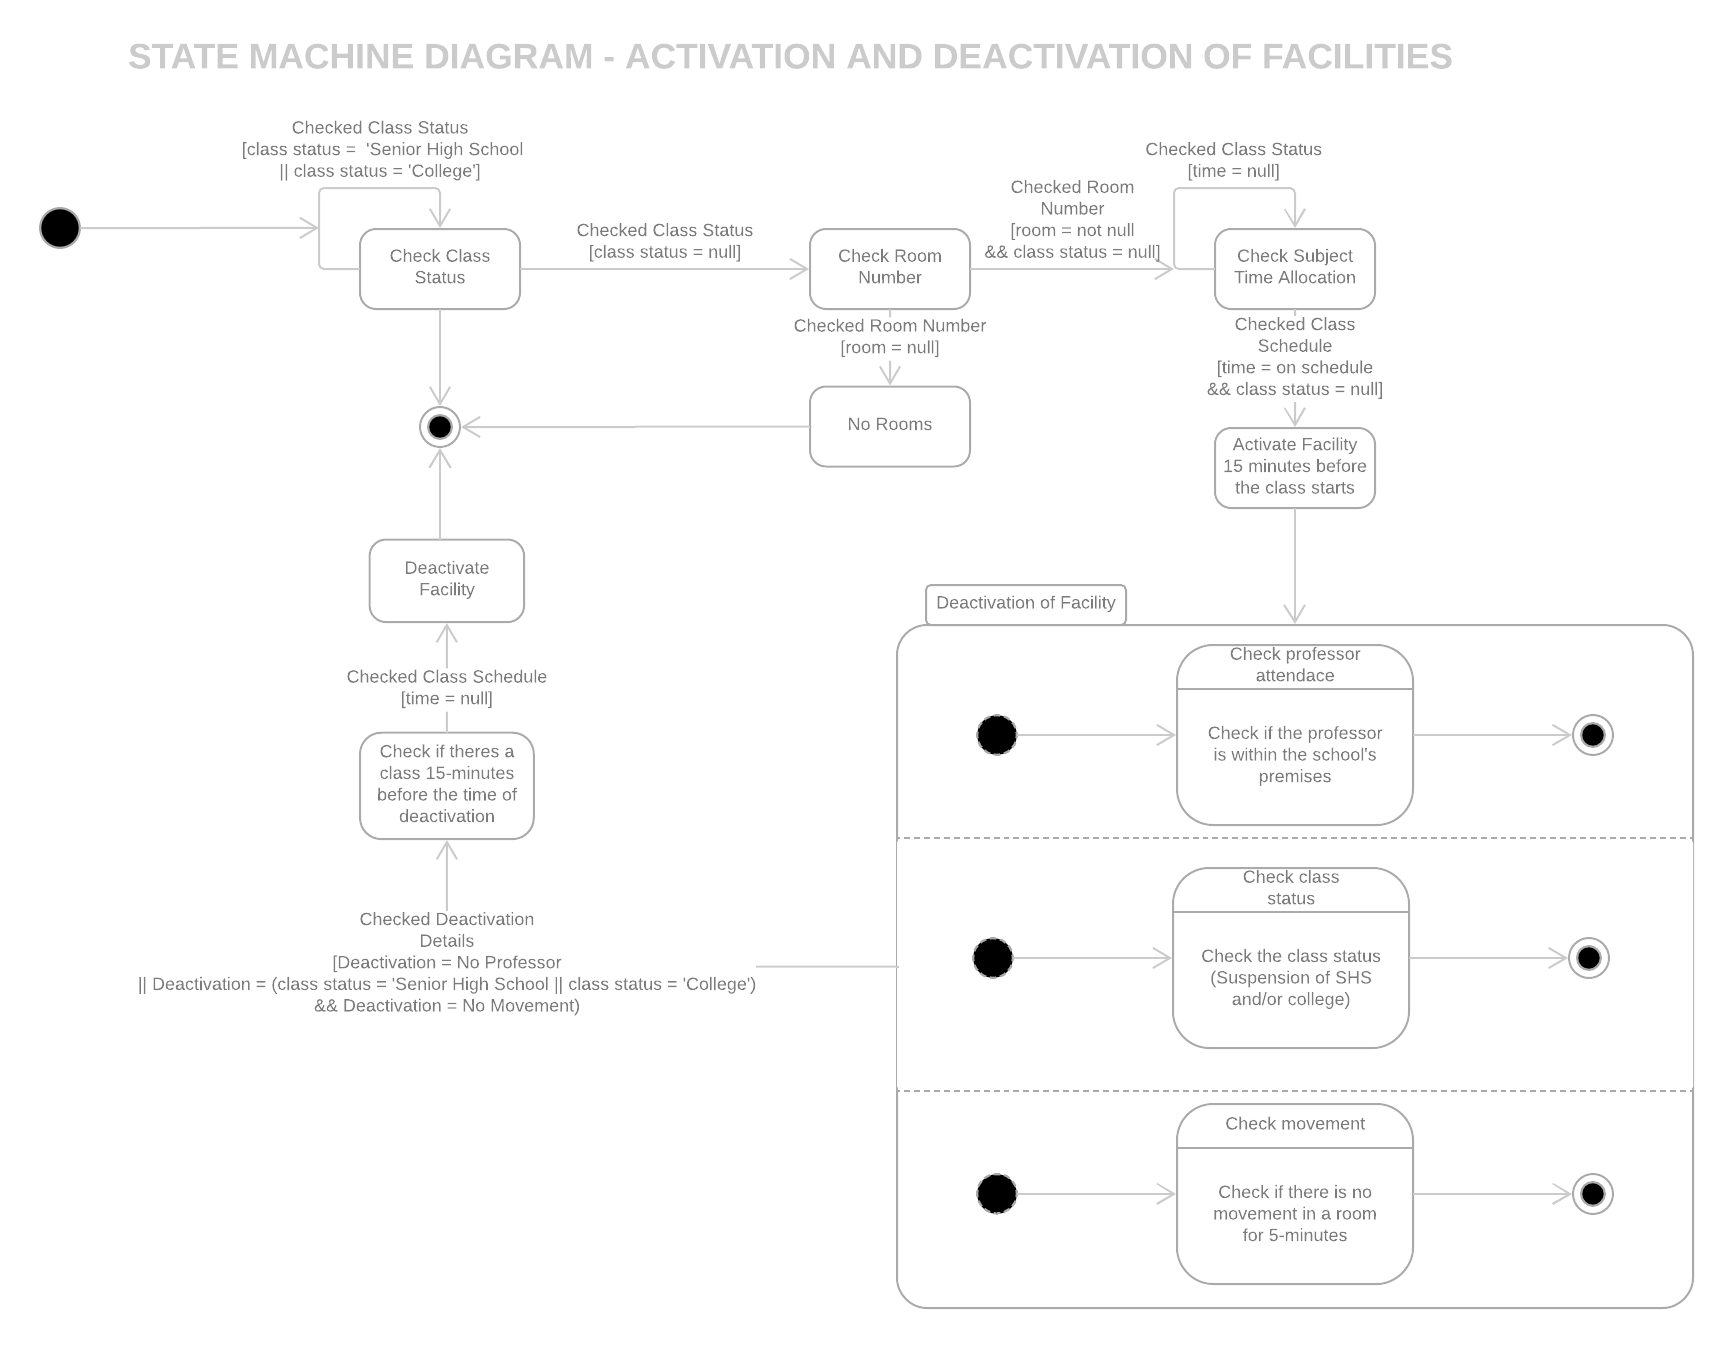 STATE MACHINE DIAGRAM - ACTIVATION AND DEACTIVATION OF FACILITIES
Checked Class Status
[class status =  'Senior High School
|| class status = 'College']
Check Class
Status
Checked Class Status
[class status = null]
Check Room
Number
Checked Room
Number
[room = not null
&& class status = null]
Checked Class Status
[time = null]
Check Subject
Time Allocation
Checked Room Number
[room = null]
No Rooms
Checked Class
Schedule
[time = on schedule
&& class status = null]
Activate Facility
15 minutes before
the class starts
Deactivate
Facility
Checked Class Schedule
[time = null]
Check if theres a
class 15-minutes
before the time of
deactivation
Checked Deactivation
Details
[Deactivation = No Professor
|| Deactivation = (class status = 'Senior High School || class status = 'College')
&& Deactivation = No Movement)
Deactivation of Facility
Check professor
attendace
Check if the professor
is within the school's
premises
Check class
status
Check the class status
(Suspension of SHS
and/or college)
Check movement
Check if there is no
movement in a room
for 5-minutes